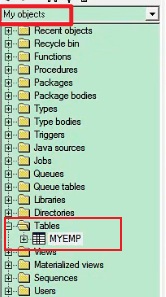 My objects
Recent objects
Recycle bin
Functions
Procedures
Packages
Package bodies
Types
Type bodies
Triggers
Java sources
Jobs
Queues
Queue tables
Libraries
Directories
Tables
MYEMP
Views
Materialized views
Sequences
Users